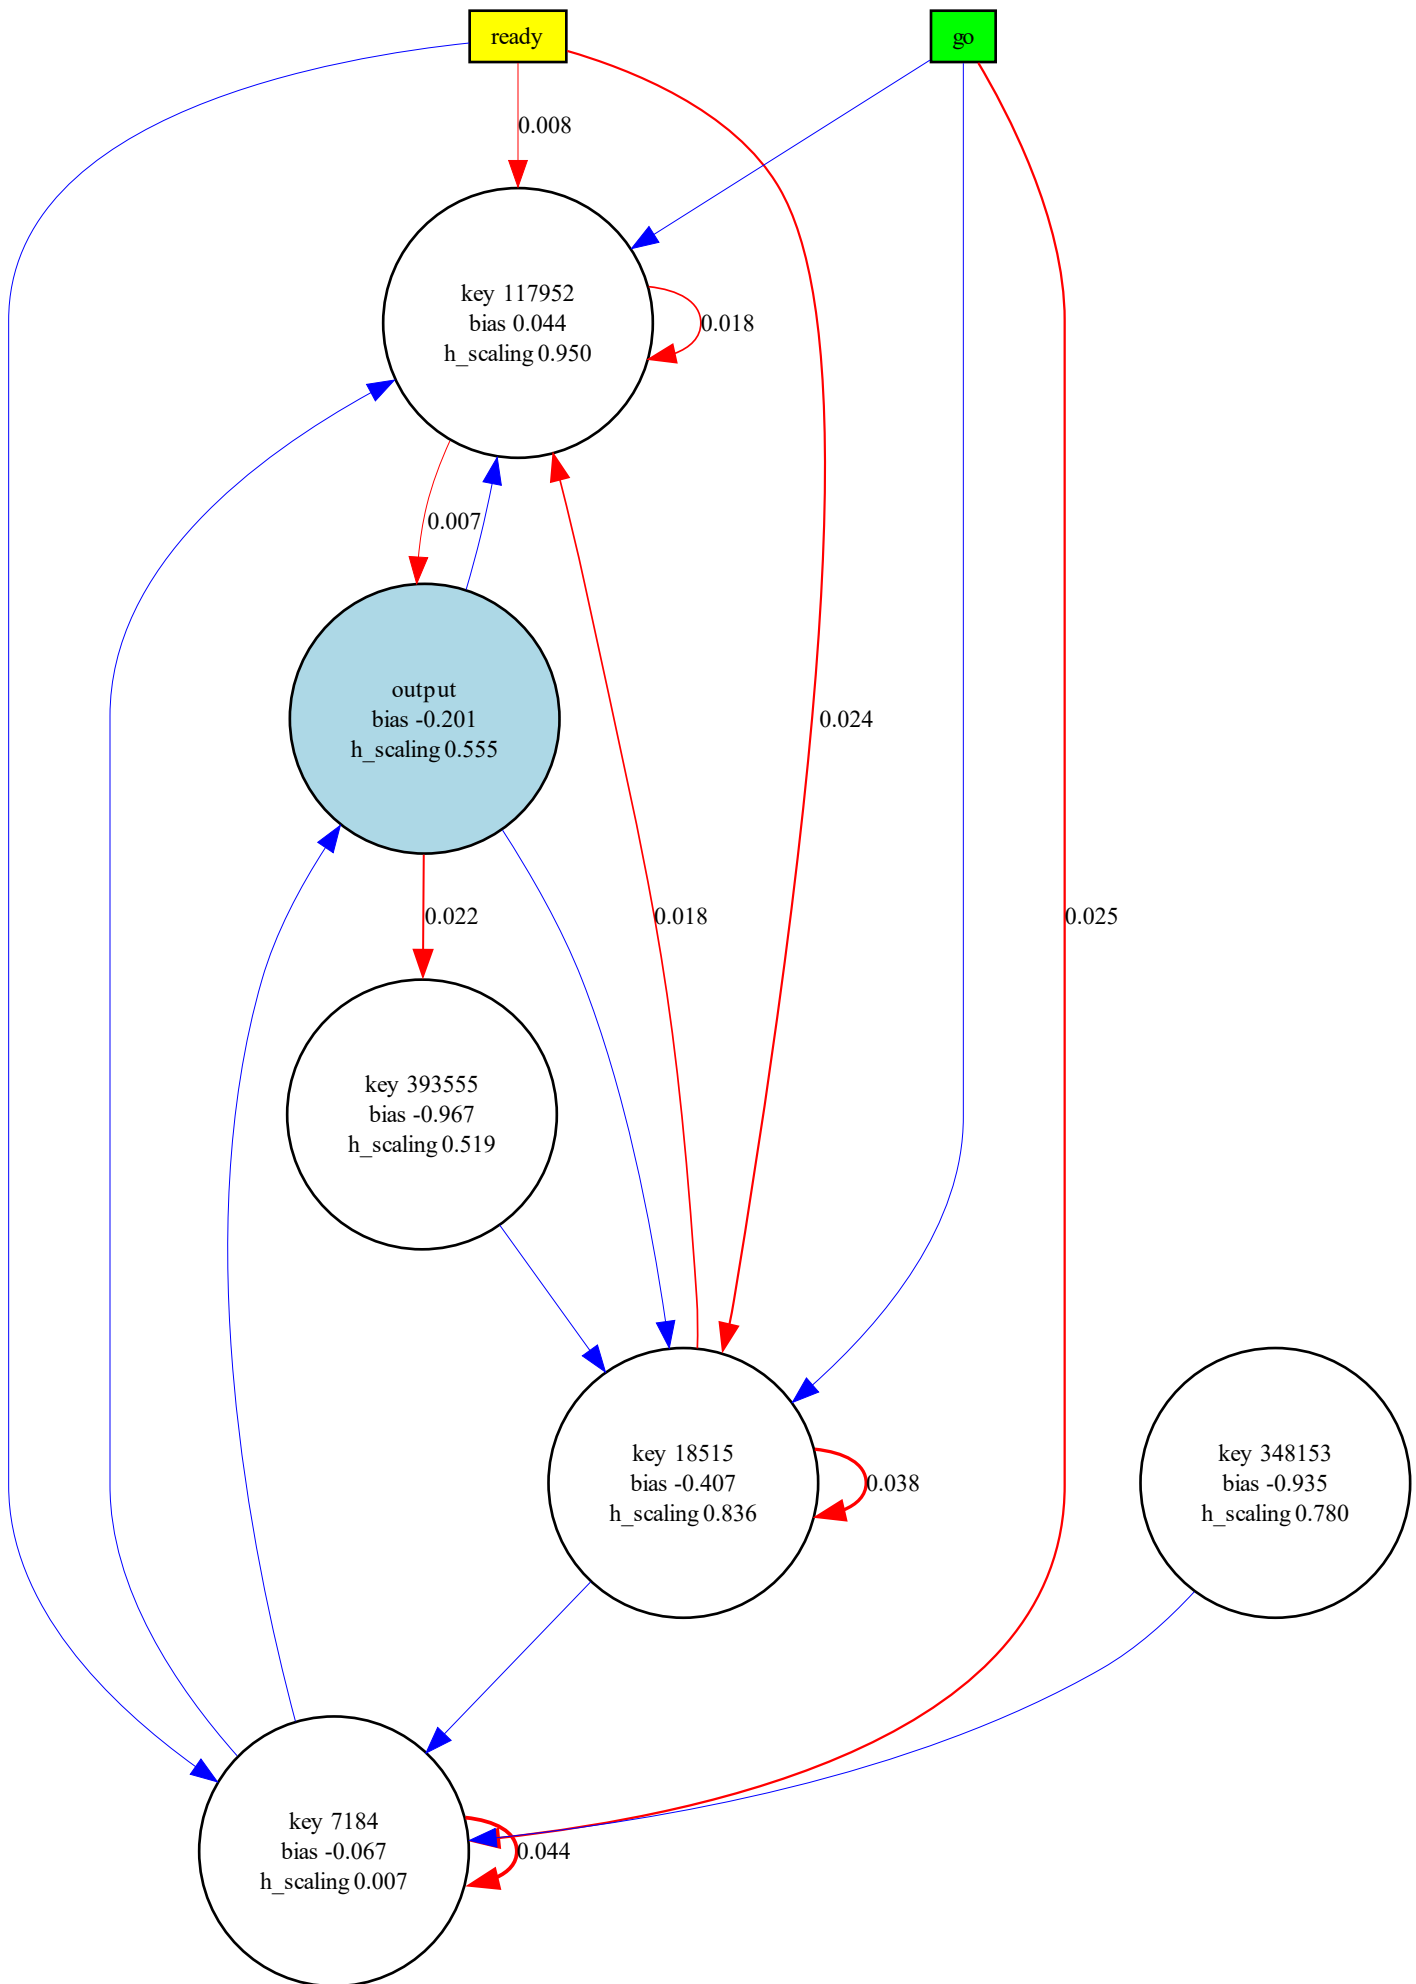 ready
go
0.008
key 117952
bias 0.044
h_scaling 0.950
0.018
0.007
output
bias -0.201
h_scaling 0.555
0.024
0.022
0.018
0.025
key 393555
bias -0.967
h_scaling 0.519
key 18515
bias -0.407
h_scaling 0.836
0.038
key 348153
bias -0.935
h_scaling 0.780
key 7184
bias -0.067
h_scaling 0.007
0.044